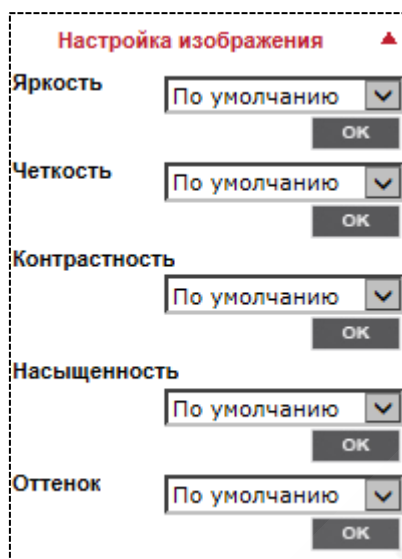 Настройка изображения
Яркость
По умолчанию
OK
Четкость
По умолчанию
OK
Контрастность
По умолчанию
OK
Насыщенность
По умолчанию
OK
Оттенок
По умолчанию
OK